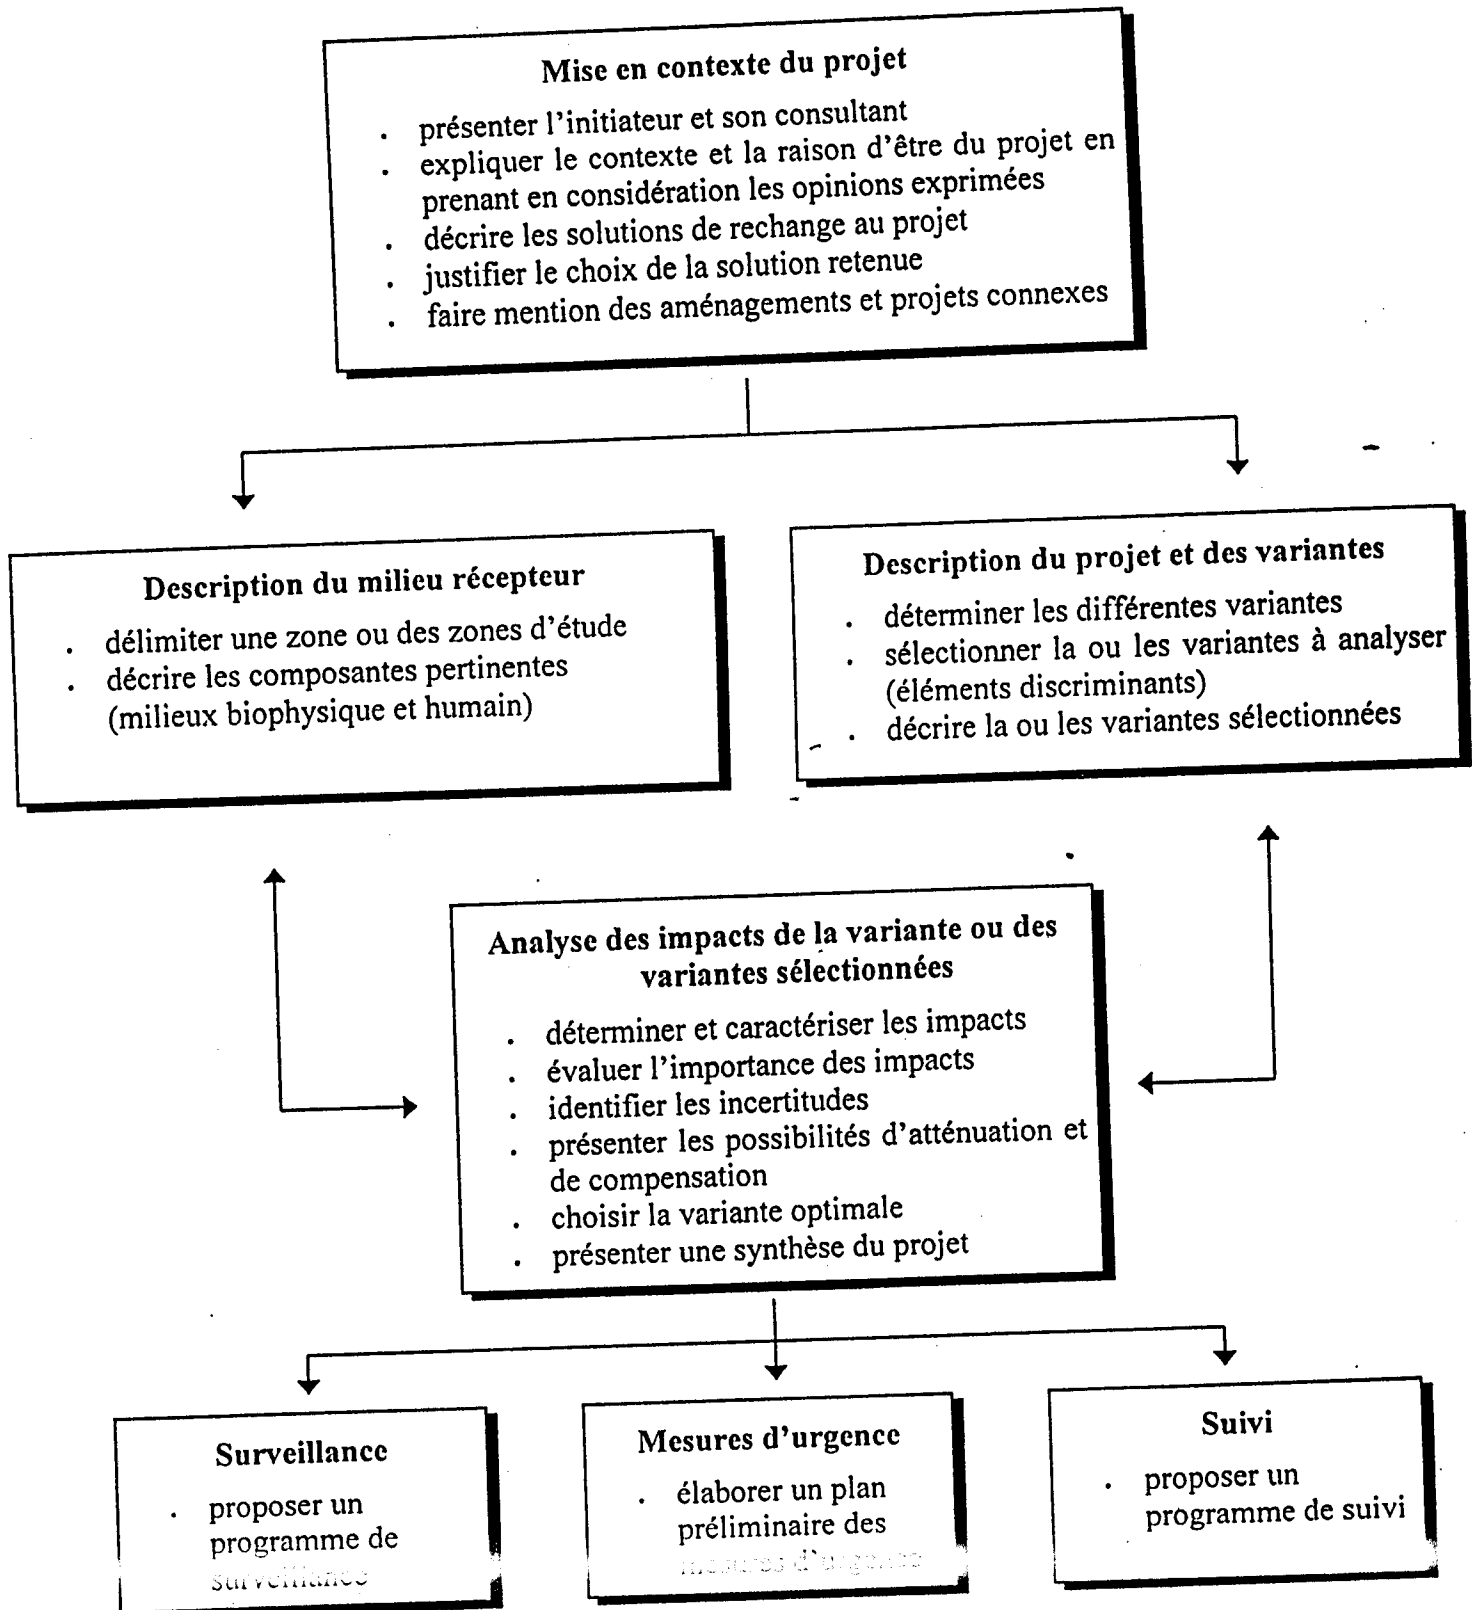 Mise en contexte du projet
. présenter l'initiateur et son consultant
. expliquer le contexte et la raison d'être du projet en
prenant en considération les opinions exprimées
. décrire les solutions de rechange au projet
. justifier le choix de la solution retenue
. faire mention des aménagements et projets connexes
Description du milieu récepteur
. délimiter une zone ou des zones d'étude
. décrire les composantes pertinentes
(milieux biophysique et humain)
Description du projet et des variantes
. déterminer les différentes variantes
. sélectionner la ou les variantes à analyser
(éléments discriminants)
. décrire la ou les variantes sélectionnées
Analyse des impacts de la variante ou des
variantes sélectionnées
. déterminer et caractériser les impacts
. évaluer l'importance des impacts
. identifier les incertitudes
. présenter les possibilités d'atténuation et
de compensation
. choisir la variante optimale
. présenter une synthèse du projet
Surveillance
. proposer un
programme de
surveillance
Mesures d'urgence
. élaborer un plan
préliminaire des
mesures d'urgence
Suivi
. proposer un
programme de suivi